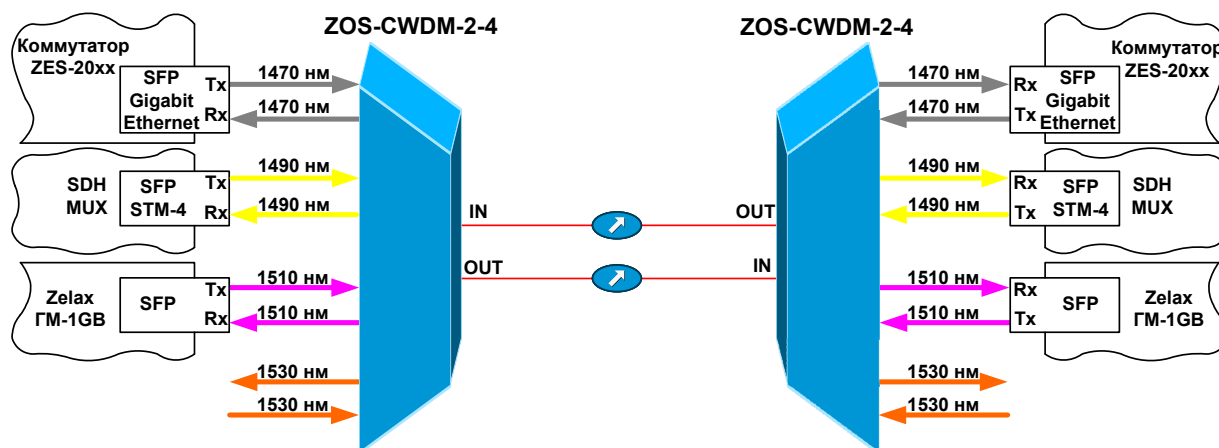 ZOS-CWDM-2-4
ZOS-CWDM-2-4
Коммутатор
ZES-20xx
SFP
Gigabit
Ethernet
Tx
Rx
1470 нм
1470 нм
SDH
MUX
SFP
STM-4
Tx
Rx
1490 нм
1490 нм
Zelax
ГМ-1GB
SFP
Tx
Rx
1510 нм
1510 нм
1530 нм
1530 нм
IN
OUT
OUT
IN
1470 нм
1470 нм
Rx
Tx
SFP
Gigabit
Ethernet
Коммутатор
ZES-20xx
1490 нм
1490 нм
Rx
Tx
SFP
STM-4
SDH
MUX
1510 нм
1510 нм
Rx
Tx
SFP
Zelax
ГМ-1GB
1530 нм
1530 нм